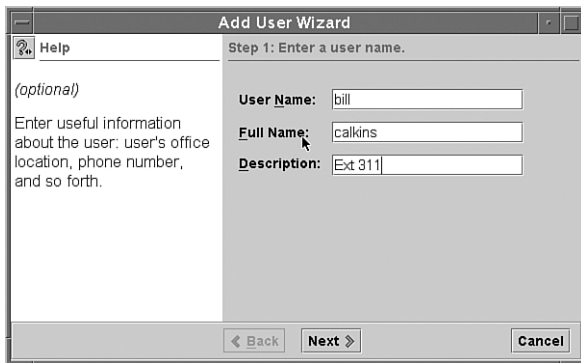 Add User Wizard
Help
(optional)
Enter useful information
about the user: user's office
location, phone number,
and so forth.
Step 1: Enter a user name.
User Name: bill
Full Name: calkins
Description: Ext 311
Back Next Cancel